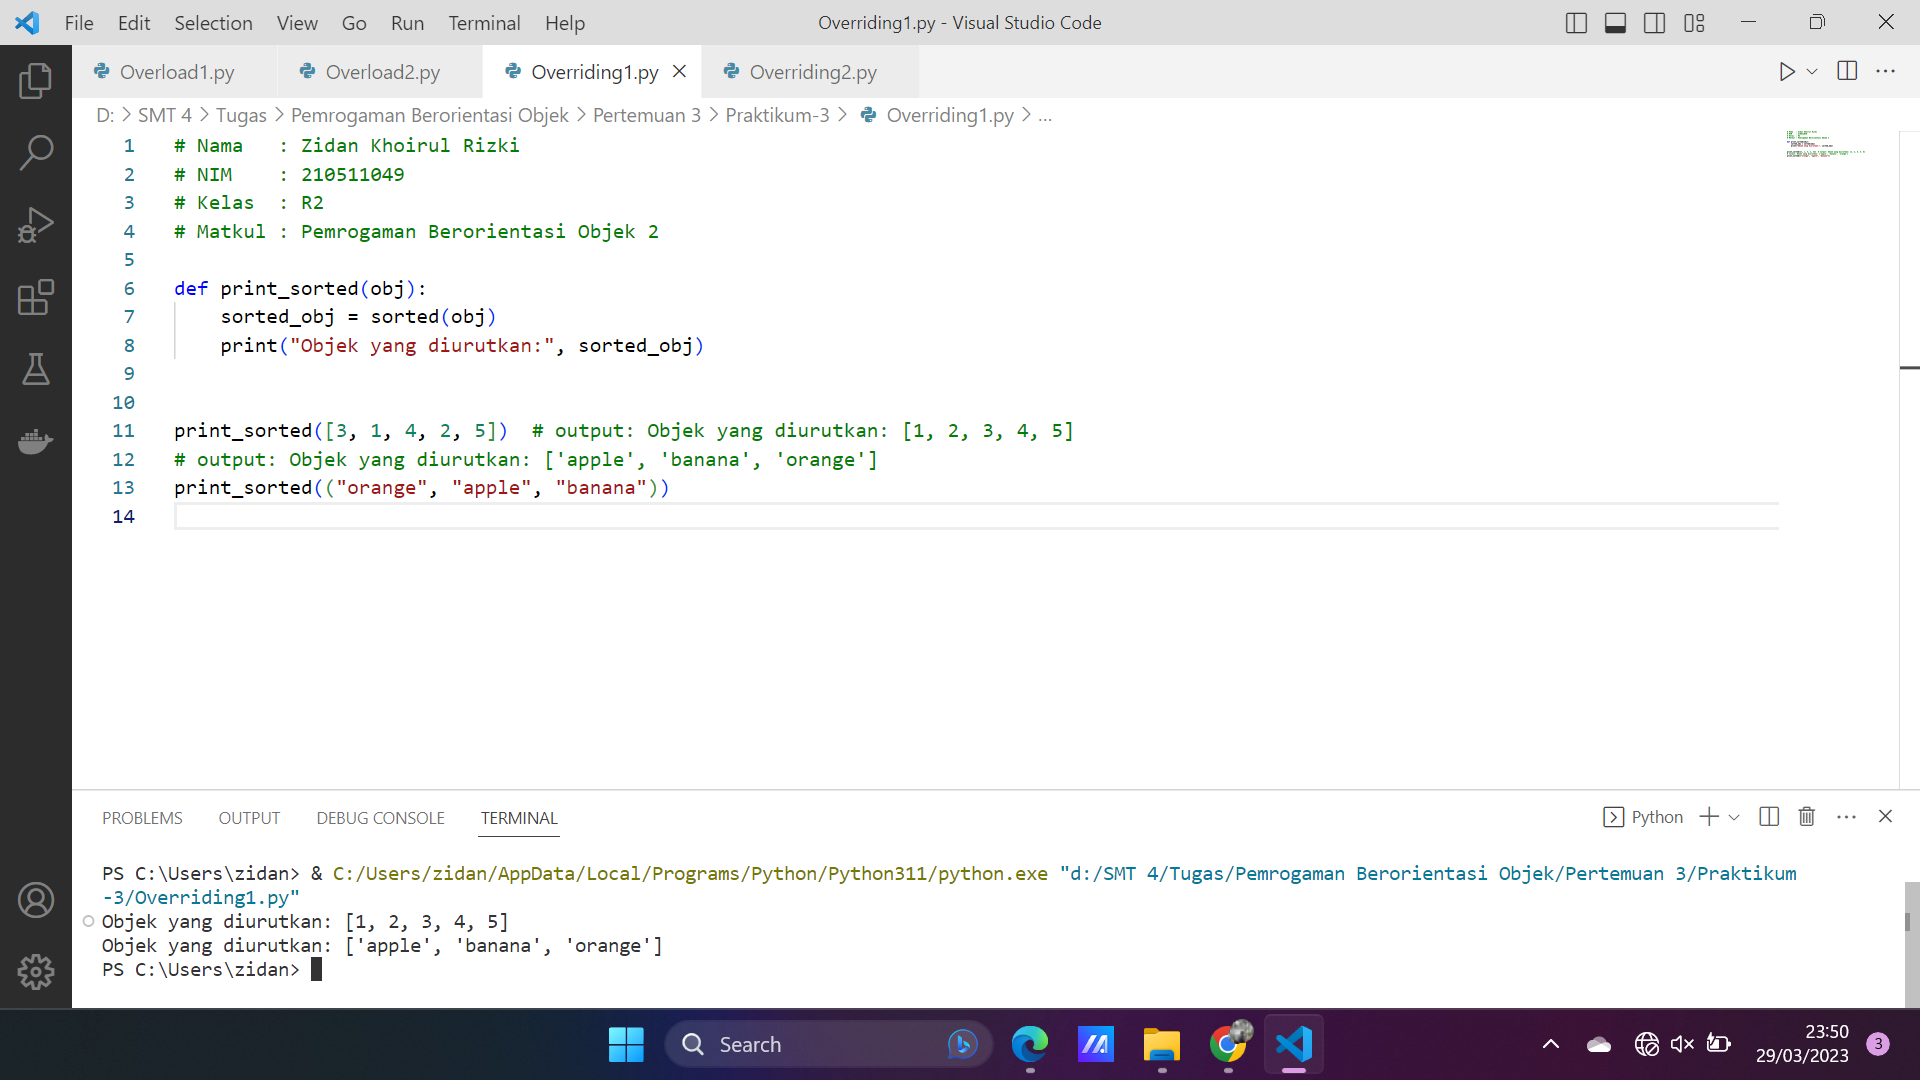 File Edit Selection View Go Run Terminal Help Overriding1.py - Visual Studio Code
Overload1.py Overload2.py Overriding1.py Overriding2.py
D: > SMT 4 > Tugas > Pemrogaman Berorientasi Objek > Pertemuan 3 > Praktikum-3 > Overriding1.py > ...
1 # Nama   : Zidan Khoirul Rizki
2 # NIM    : 210511049
3 # Kelas  : R2
4 # Matkul : Pemrogaman Berorientasi Objek 2
5
6 def print_sorted(obj):
7     sorted_obj = sorted(obj)
8     print("Objek yang diurutkan:", sorted_obj)
9
10
11 print_sorted([3, 1, 4, 2, 5])  # output: Objek yang diurutkan: [1, 2, 3, 4, 5]
12 # output: Objek yang diurutkan: ['apple', 'banana', 'orange']
13 print_sorted(("orange", "apple", "banana"))
14
PROBLEMS OUTPUT DEBUG CONSOLE TERMINAL Python
PS C:\Users\zidan> & C:/Users/zidan/AppData/Local/Programs/Python/Python311/python.exe "d:/SMT 4/Tugas/Pemrogaman Berorientasi Objek/Pertemuan 3/Praktikum
-3/Overriding1.py"
Objek yang diurutkan: [1, 2, 3, 4, 5]
Objek yang diurutkan: ['apple', 'banana', 'orange']
PS C:\Users\zidan>
Search
23:50
29/03/2023
3